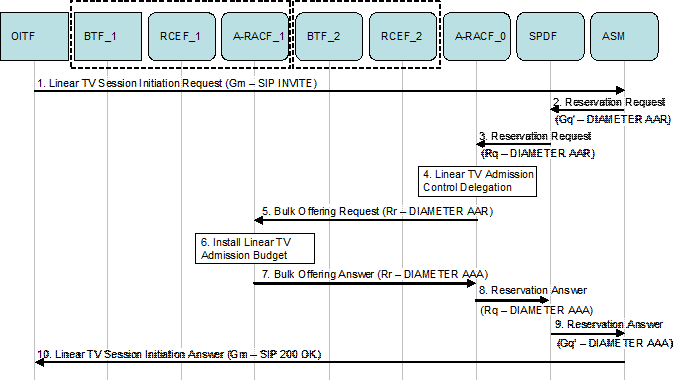 OITF BTF_1 RCEF_1 A-RACF_1 BTF_2 RCEF_2 A-RACF_0 SPDF ASM
1. Linear TV Session Initiation Request (Gm – SIP INVITE)
2. Reservation Request
(Gq' – DIAMETER AAR)
3. Reservation Request
(Rq – DIAMETER AAR)
4. Linear TV Admission
Control Delegation
5. Bulk Offering Request (Rr – DIAMETER AAR)
6. Install Linear TV
Admission Budget
7. Bulk Offering Answer (Rr – DIAMETER AAA)
8. Reservation Answer
(Rq – DIAMETER AAA)
9. Reservation Answer
(Gq' – DIAMETER AAA)
10. Linear TV Session Initiation Answer (Gm – SIP 200 OK)